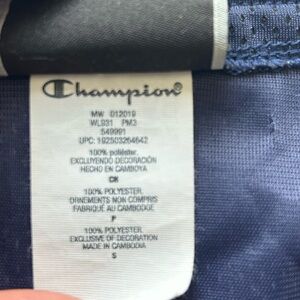 Champion®
MW 012019
WL931 PM3
549991
UPC: 192503264642
100% poliéster.
EXCLUYENDO DECORACIÓN
HECHO EN CAMBOYA
CH
100% POLYESTER.
ORNEMENTS NON COMPRIS
FABRIQUÉ AU CAMBODGE
P
100% POLYESTER.
EXCLUSIVE OF DECORATION
MADE IN CAMBODIA
S